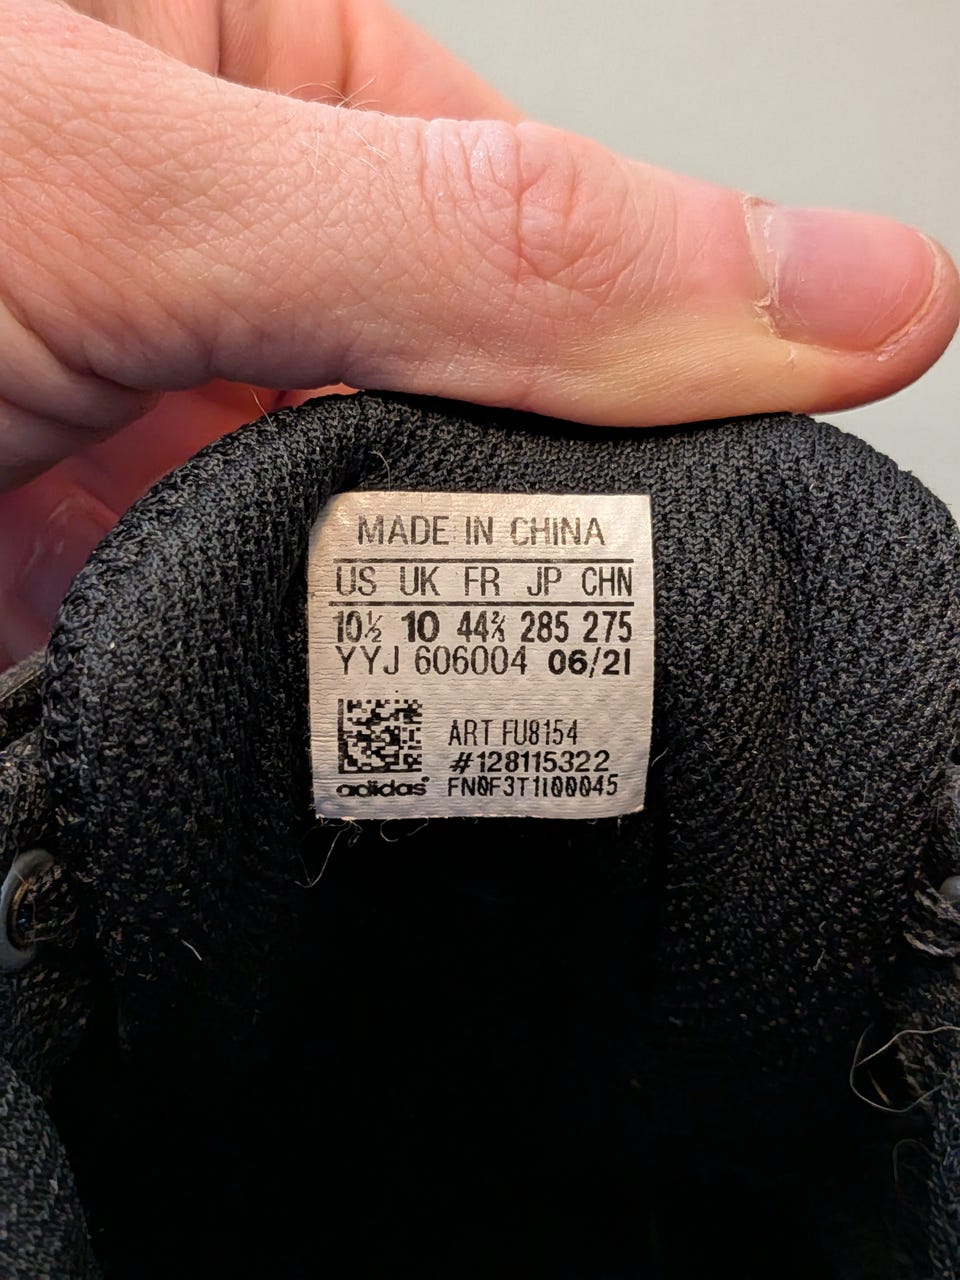 MADE IN CHINA
US UK FR JP CHN
10½ 10 44⅔ 285 275
YYJ 606004 06/21
ART FU8154
#128115322
adidas® FN0F3T1I00045